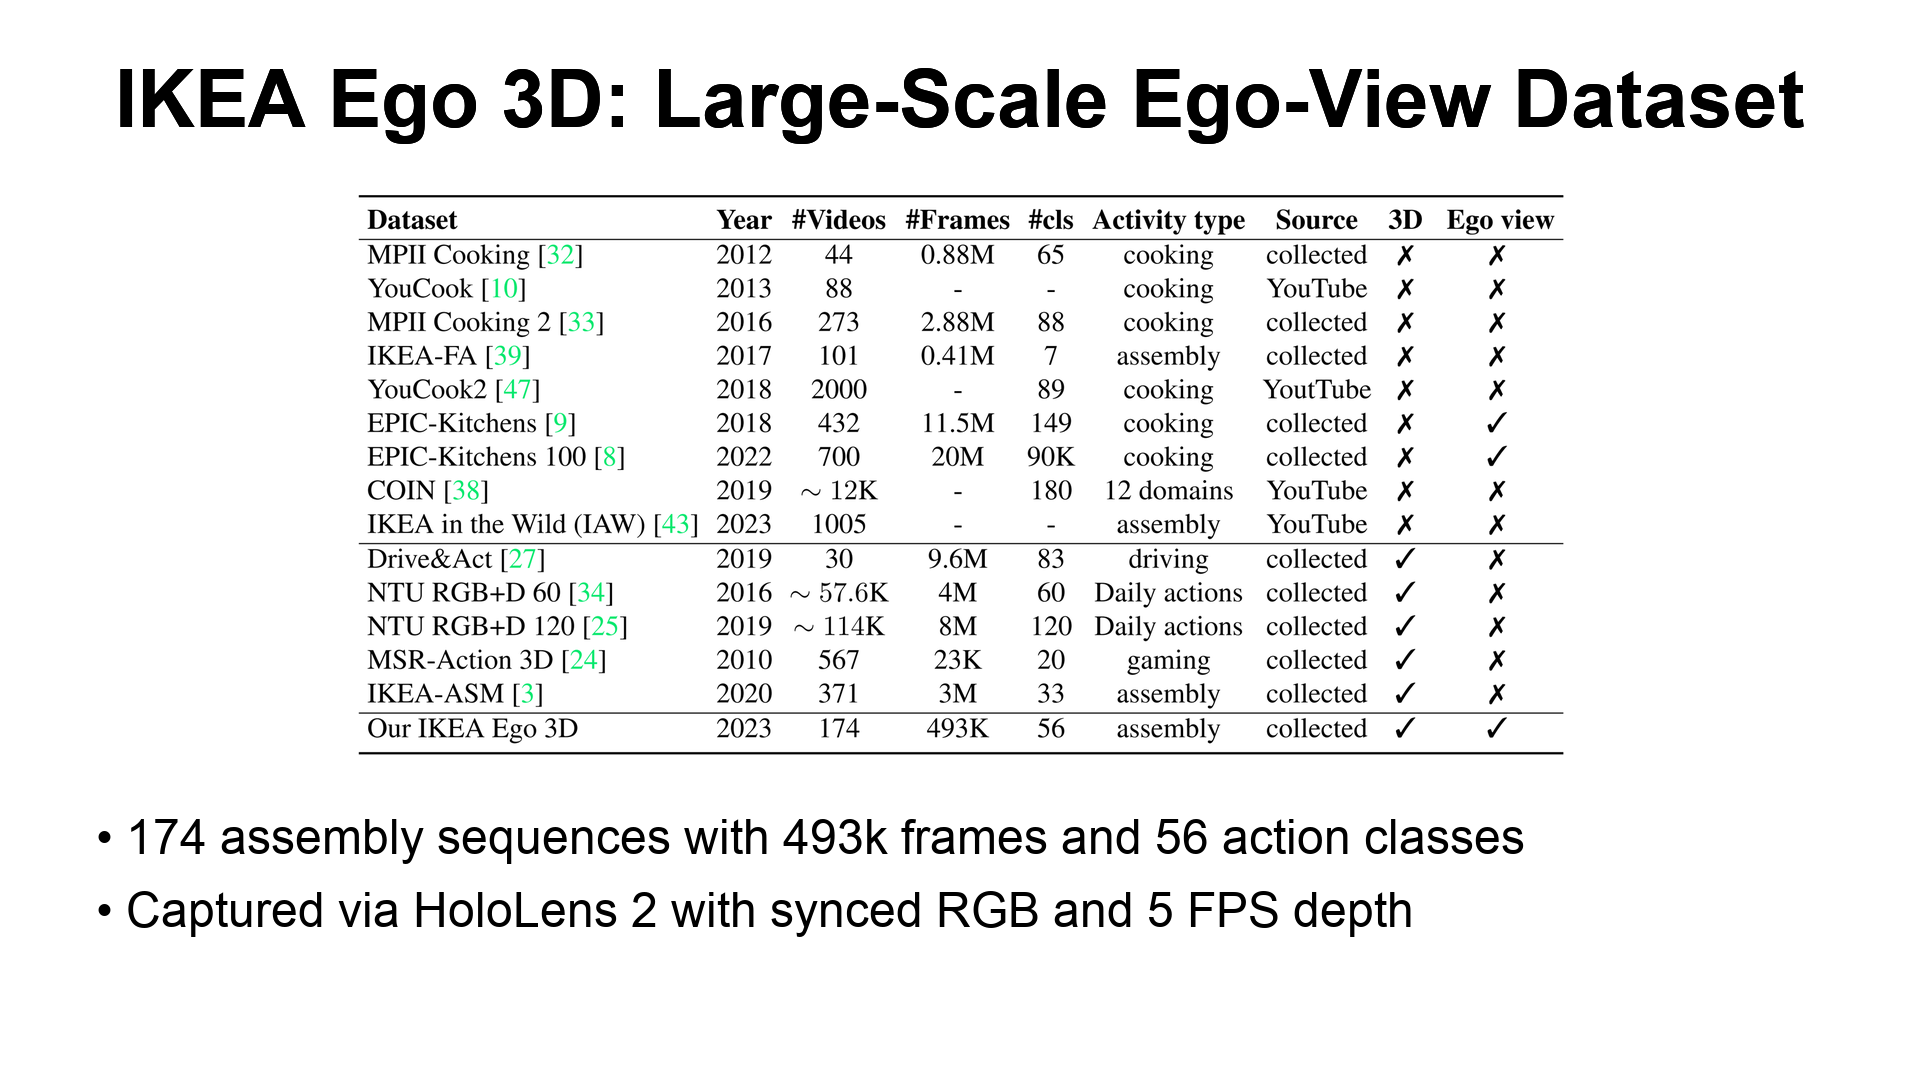 IKEA Ego 3D: Large-Scale Ego-View Dataset
Dataset Year #Videos #Frames #cls Activity type Source 3D Ego view
MPII Cooking [32] 2012 44 0.88M 65 cooking collected ✗ ✗
YouCook [10] 2013 88 - - cooking YouTube ✗ ✗
MPII Cooking 2 [33] 2016 273 2.88M 88 cooking collected ✗ ✗
IKEA-FA [39] 2017 101 0.41M 7 assembly collected ✗ ✗
YouCook2 [47] 2018 2000 - 89 cooking YoutTube ✗ ✗
EPIC-Kitchens [9] 2018 432 11.5M 149 cooking collected ✗ ✓
EPIC-Kitchens 100 [8] 2022 700 20M 90K cooking collected ✗ ✓
COIN [38] 2019 ~ 12K - 180 12 domains YouTube ✗ ✗
IKEA in the Wild (IAW) [43] 2023 1005 - - assembly YouTube ✗ ✗
Drive&Act [27] 2019 30 9.6M 83 driving collected ✓ ✗
NTU RGB+D 60 [34] 2016 ~ 57.6K 4M 60 Daily actions collected ✓ ✗
NTU RGB+D 120 [25] 2019 ~ 114K 8M 120 Daily actions collected ✓ ✗
MSR-Action 3D [24] 2010 567 23K 20 gaming collected ✓ ✗
IKEA-ASM [3] 2020 371 3M 33 assembly collected ✓ ✗
Our IKEA Ego 3D 2023 174 493K 56 assembly collected ✓ ✓
• 174 assembly sequences with 493k frames and 56 action classes
• Captured via HoloLens 2 with synced RGB and 5 FPS depth